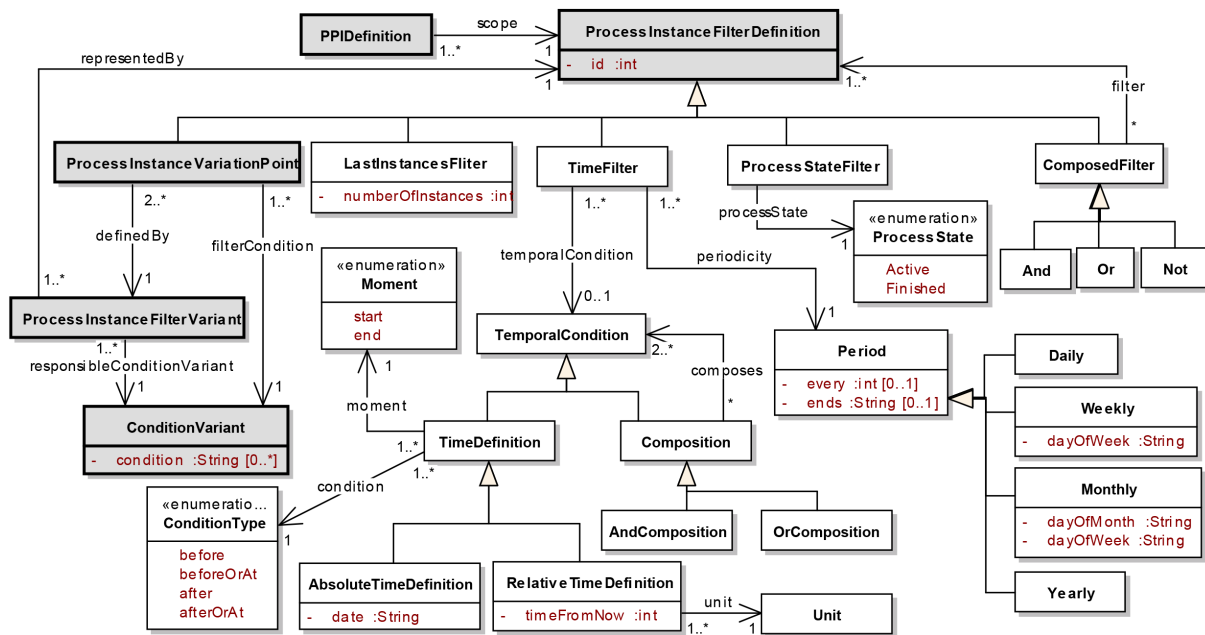 PPIDefinition
scope
1..*
1
ProcessInstanceFilterDefinition
- id :int
representedBy
1
1..*
filter
*
ProcessInstanceVariationPoint
LastInstancesFliter
- numberOfInstances :int
TimeFilter
ProcessStateFilter
ComposedFilter
2..*
1..*
1..*
1..*
processState
1
«enumeration»
ProcessState
Active
Finished
definedBy
filterCondition
temporalCondition
periodicity
And
Or
Not
«enumeration»
Moment
start
end
1..*
1
0..1
1
ProcessInstanceFilterVariant
TemporalCondition
2..*
Period
- every :int [0..1]
- ends :String [0..1]
Daily
1..*
responsibleConditionVariant
1
1
1
moment
composes
*
Weekly
- dayOfWeek :String
ConditionVariant
- condition :String [0..*]
1..*
TimeDefinition
1..*
Composition
condition
1
«enumeratio...
ConditionType
before
beforeOrAt
after
afterOrAt
AndComposition
OrComposition
Monthly
- dayOfMonth :String
- dayOfWeek :String
AbsoluteTimeDefinition
- date :String
RelativeTimeDefinition
- timeFromNow :int
unit
1..*
1
Unit
Yearly